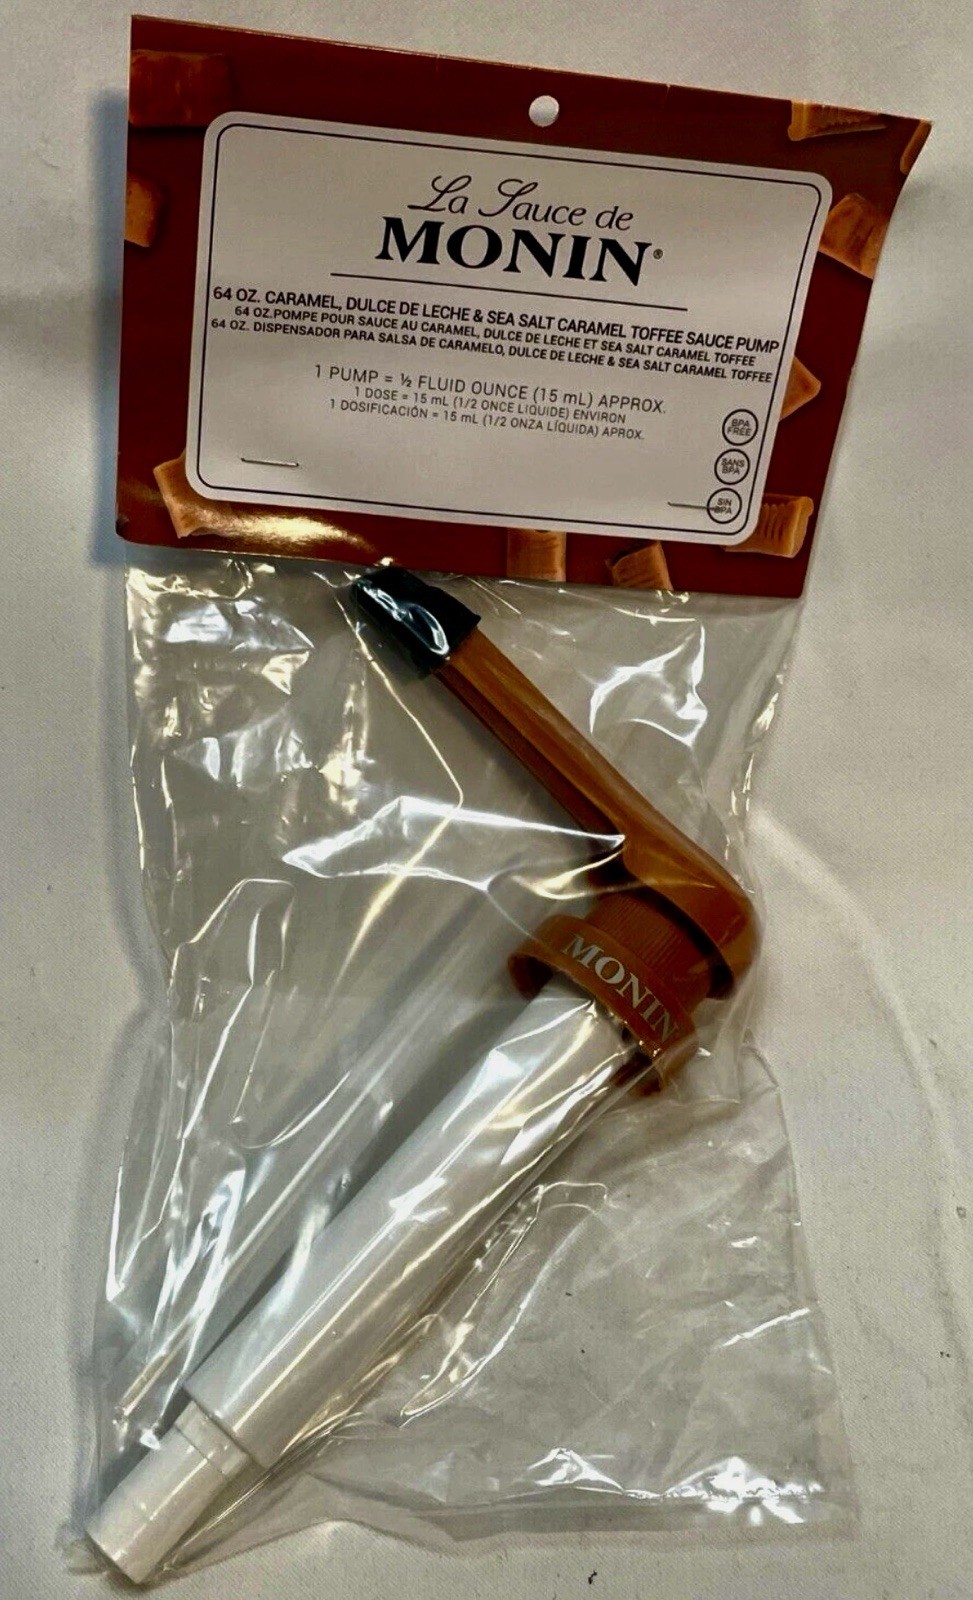 La Sauce de
MONIN®
64 OZ. CARAMEL, DULCE DE LECHE & SEA SALT CARAMEL TOFFEE SAUCE PUMP
64 OZ.POMPE POUR SAUCE AU CARAMEL, DULCE DE LECHE ET SEA SALT CARAMEL TOFFEE
64 OZ. DISPENSADOR PARA SALSA DE CARAMELO, DULCE DE LECHE & SEA SALT CARAMEL TOFFEE
1 PUMP = ½ FLUID OUNCE (15 mL) APPROX.
1 DOSE = 15 mL (1/2 ONCE LIQUIDE) ENVIRON
1 DOSIFICACIÓN = 15 mL (1/2 ONZA LÍQUIDA) APROX.
BPA
FREE
SANS
BPA
SIN
BPA
MONIN